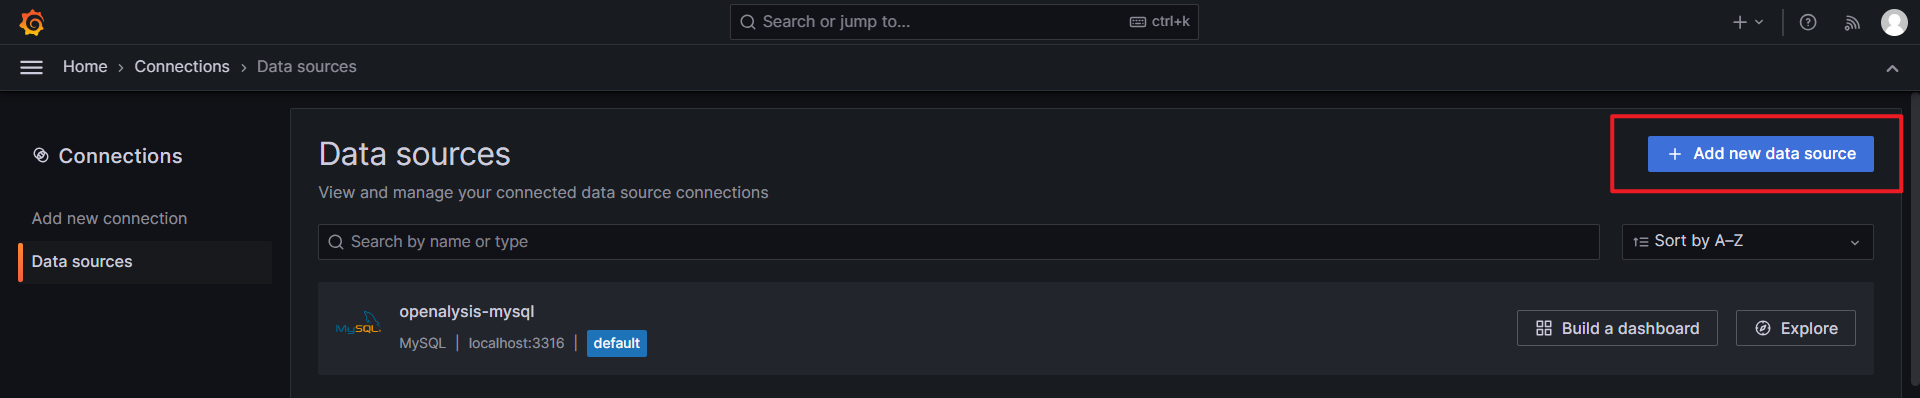 Search or jump to... ctrl+k
Home › Connections › Data sources
Connections
Add new connection
Data sources
Data sources
View and manage your connected data source connections
Add new data source
Search by name or type
Sort by A–Z
MySQL
openalysis-mysql
MySQL | localhost:3316 | default
Build a dashboard
Explore